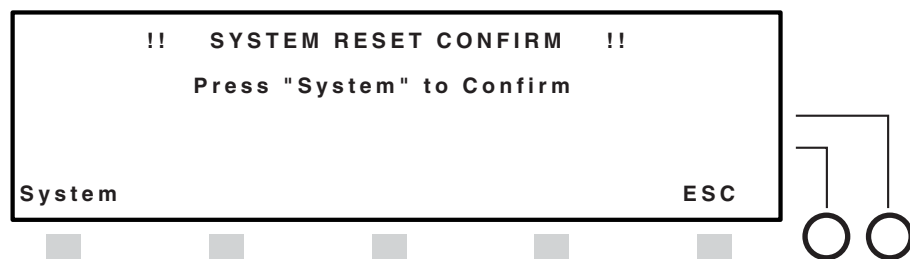 !! SYSTEM RESET CONFIRM !!
Press "System" to Confirm
System ESC